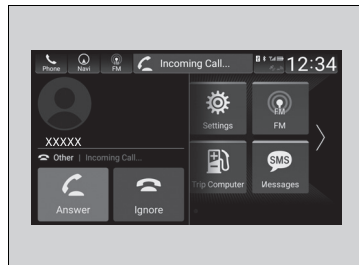 Phone Navi FM Incoming Call... 12:34
Settings FM
XXXXX
Other | Incoming Call...
Trip Computer SMS Messages
Answer Ignore